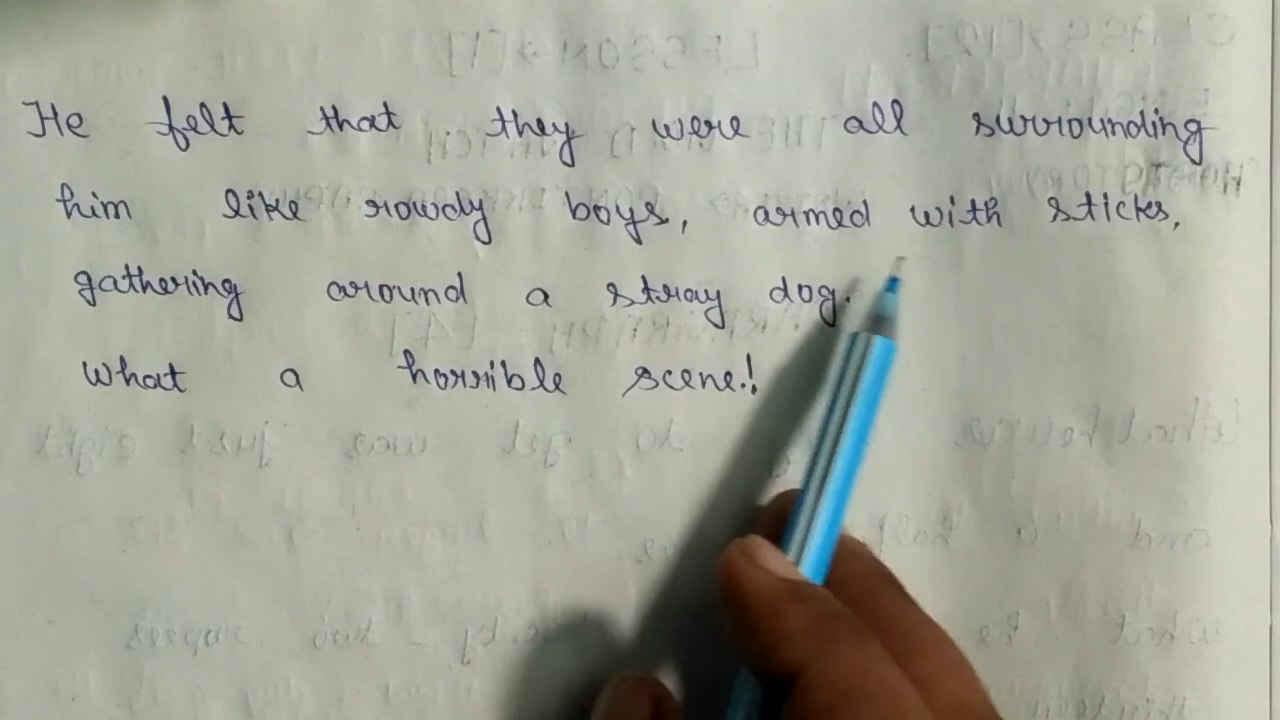 He felt that they were all surrounding
him like rowdy boys, armed with sticks,
gathering around a stray dog.
What a horrible scene!